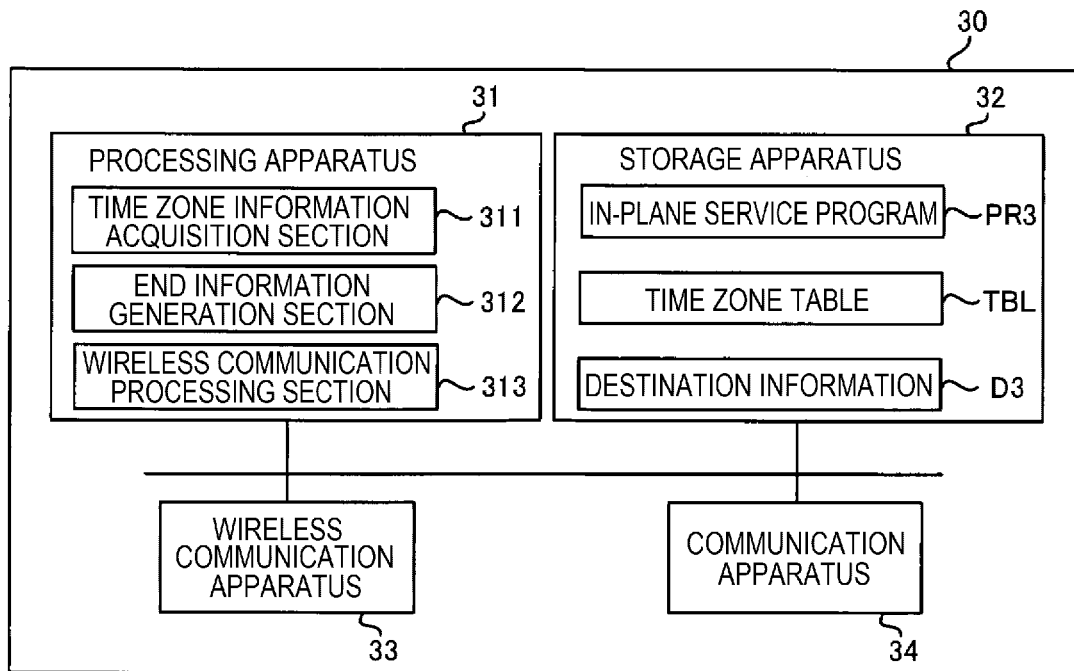 30
31
32
PROCESSING APPARATUS
TIME ZONE INFORMATION
ACQUISITION SECTION
311
END INFORMATION
GENERATION SECTION
312
WIRELESS COMMUNICATION
PROCESSING SECTION
313
STORAGE APPARATUS
IN-PLANE SERVICE PROGRAM
PR3
TIME ZONE TABLE
TBL
DESTINATION INFORMATION
D3
WIRELESS
COMMUNICATION
APPARATUS
33
COMMUNICATION
APPARATUS
34